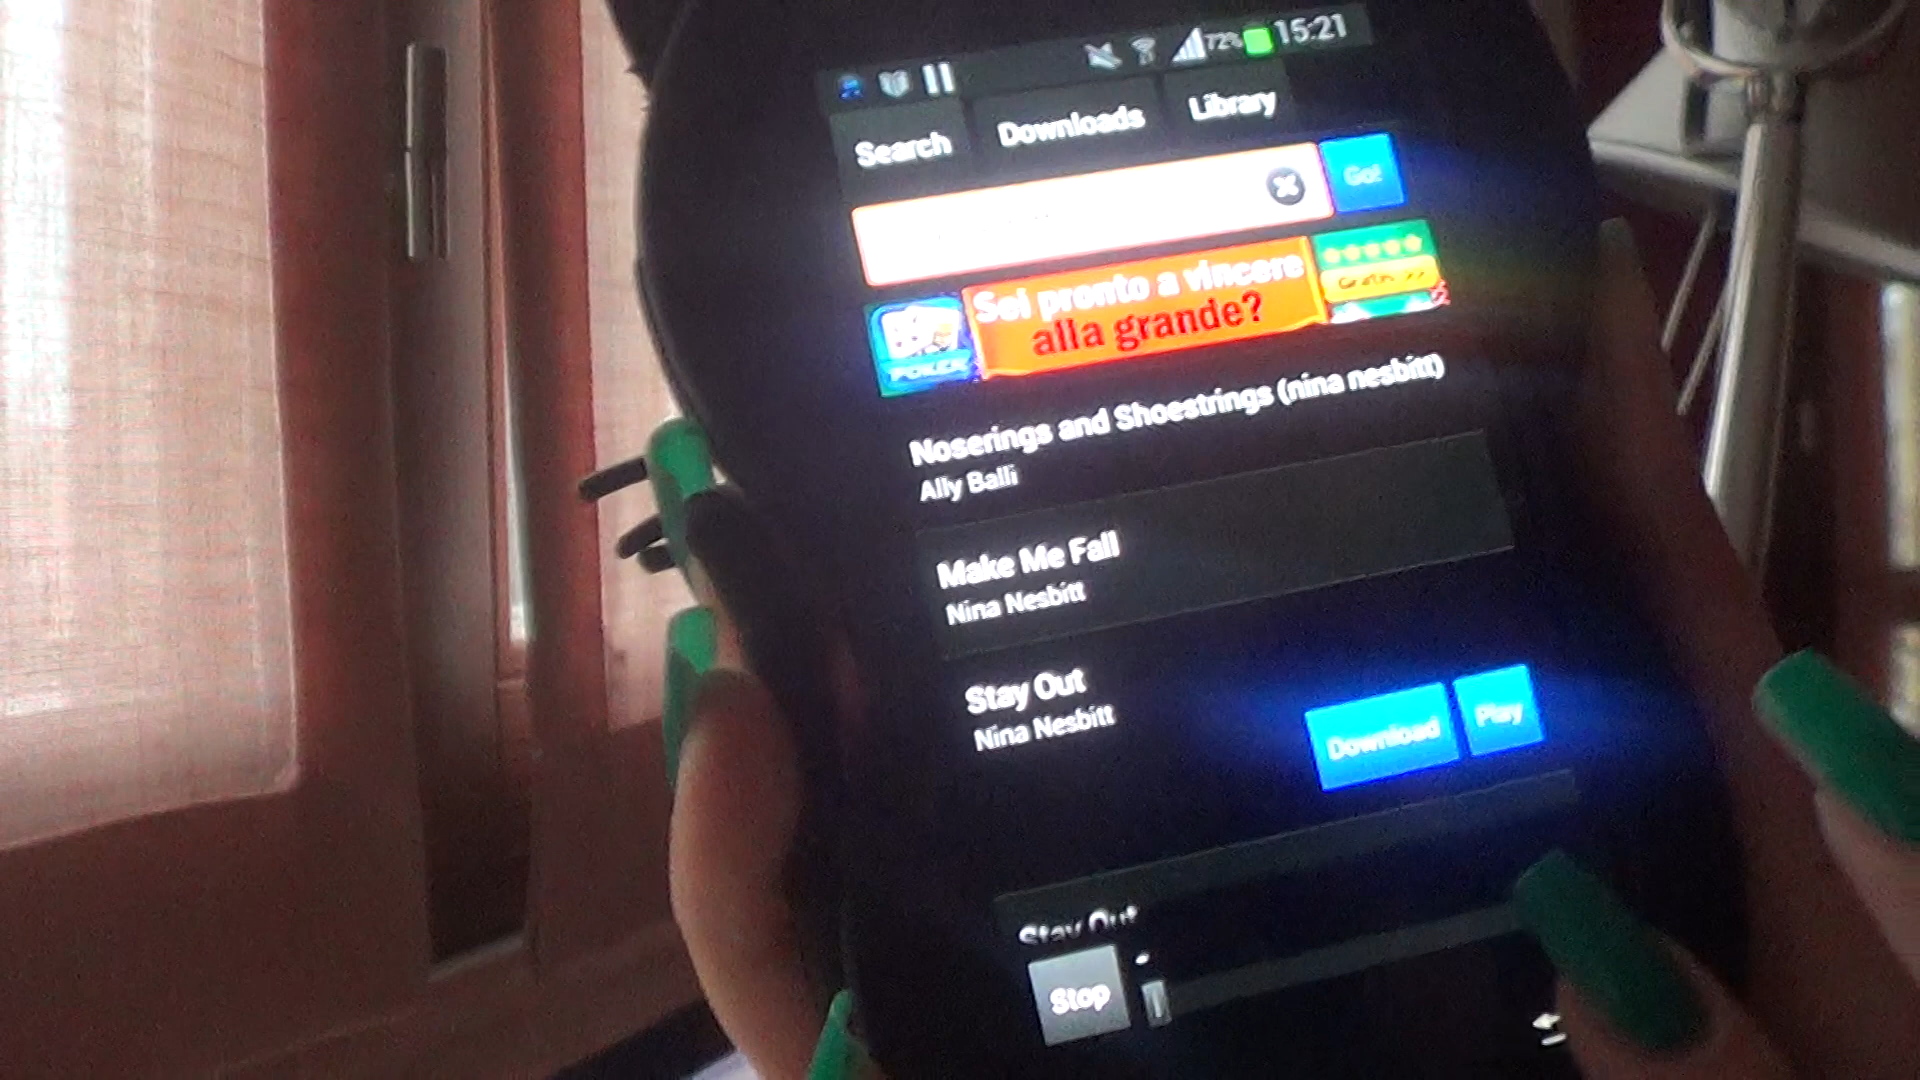 72% 15:21
Search Downloads Library
Go!
Sei pronto a vincere
alla grande?
Gratis >>
POKER
Noserings and Shoestrings (nina nesbitt)
Ally Balli
Make Me Fall
Nina Nesbitt
Stay Out
Nina Nesbitt
Download Play
Stay Out
Stop